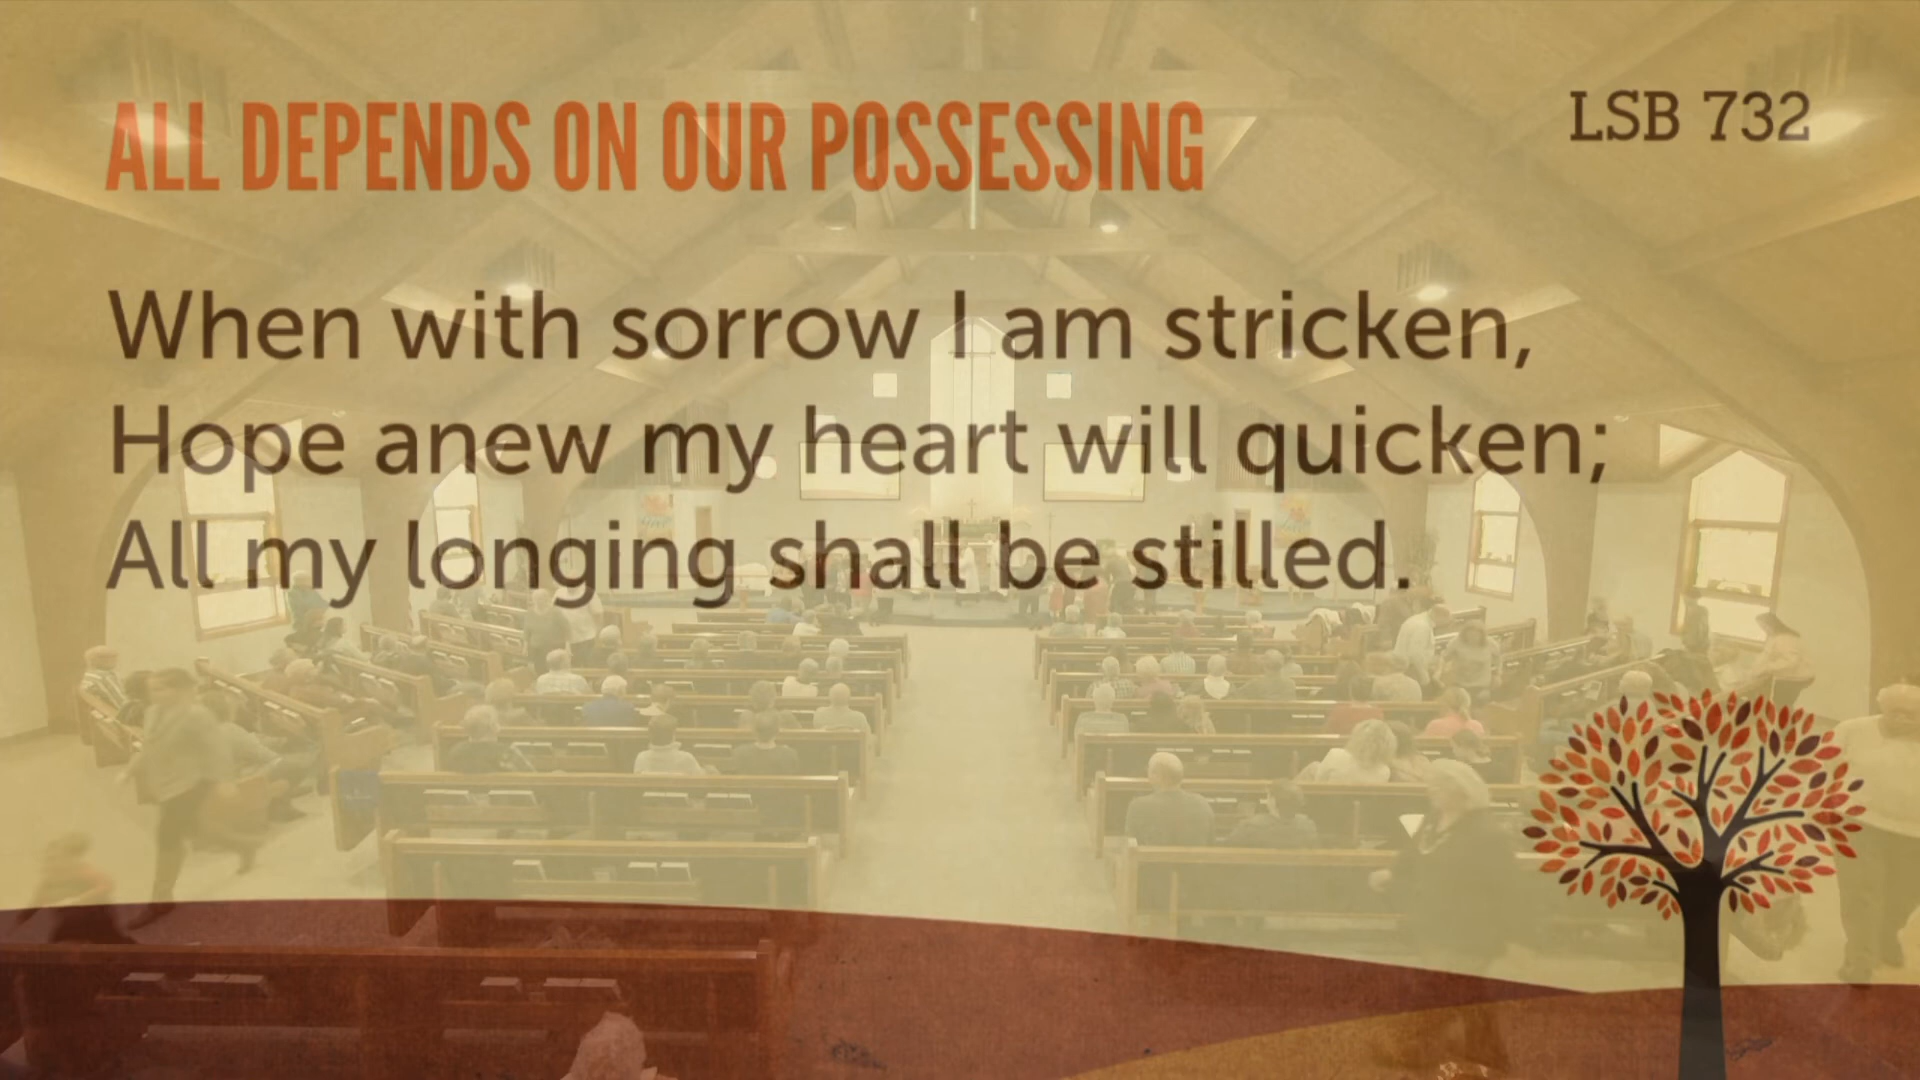 ALL DEPENDS ON OUR POSSESSING
LSB 732
When with sorrow I am stricken,
Hope anew my heart will quicken;
All my longing shall be stilled.